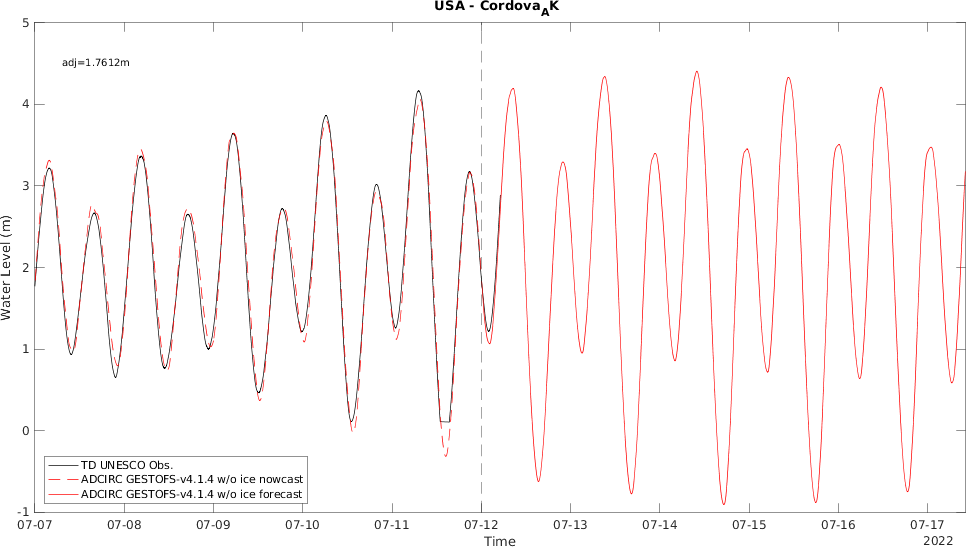 USA - Cordova_AK
adj=1.7612m
5
4
3
2
1
0
-1
Water Level (m)
TD UNESCO Obs.
ADCIRC GESTOFS-v4.1.4 w/o ice nowcast
ADCIRC GESTOFS-v4.1.4 w/o ice forecast
07-07 07-08 07-09 07-10 07-11 07-12 07-13 07-14 07-15 07-16 07-17
Time
2022